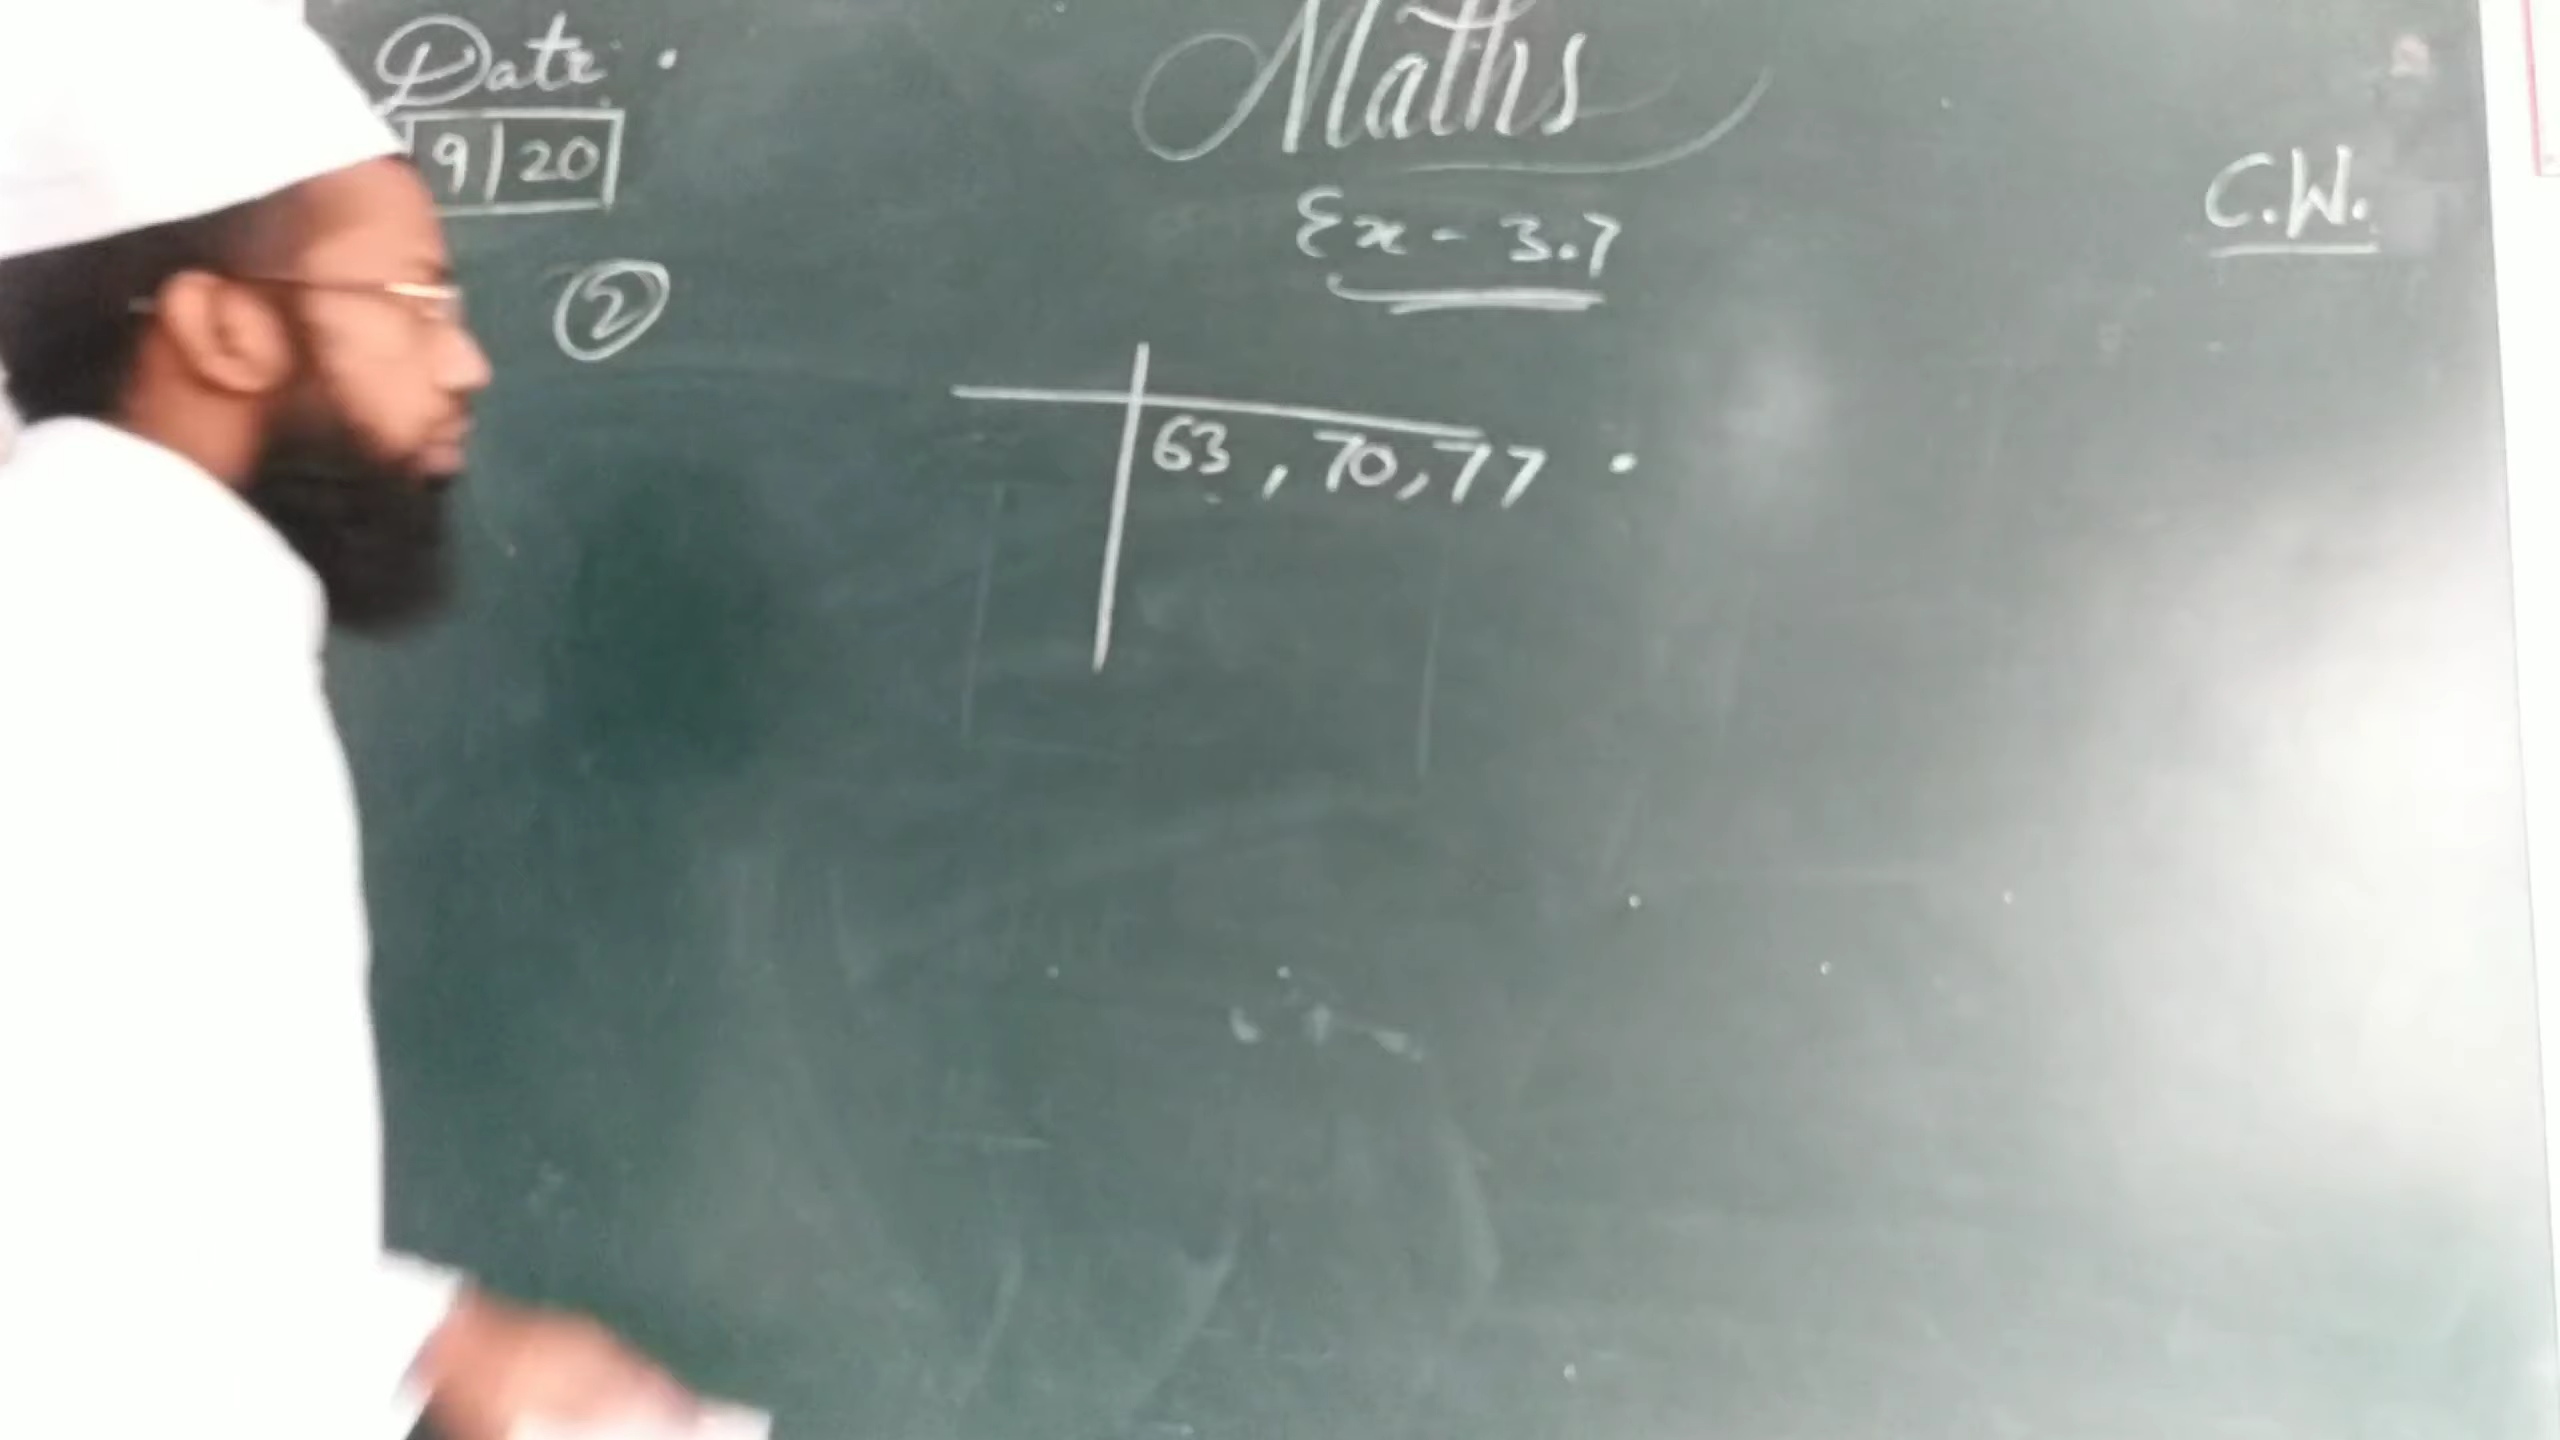 Date.
9|20
Maths
Ex - 3.7
C.W.
2
63, 70, 77.